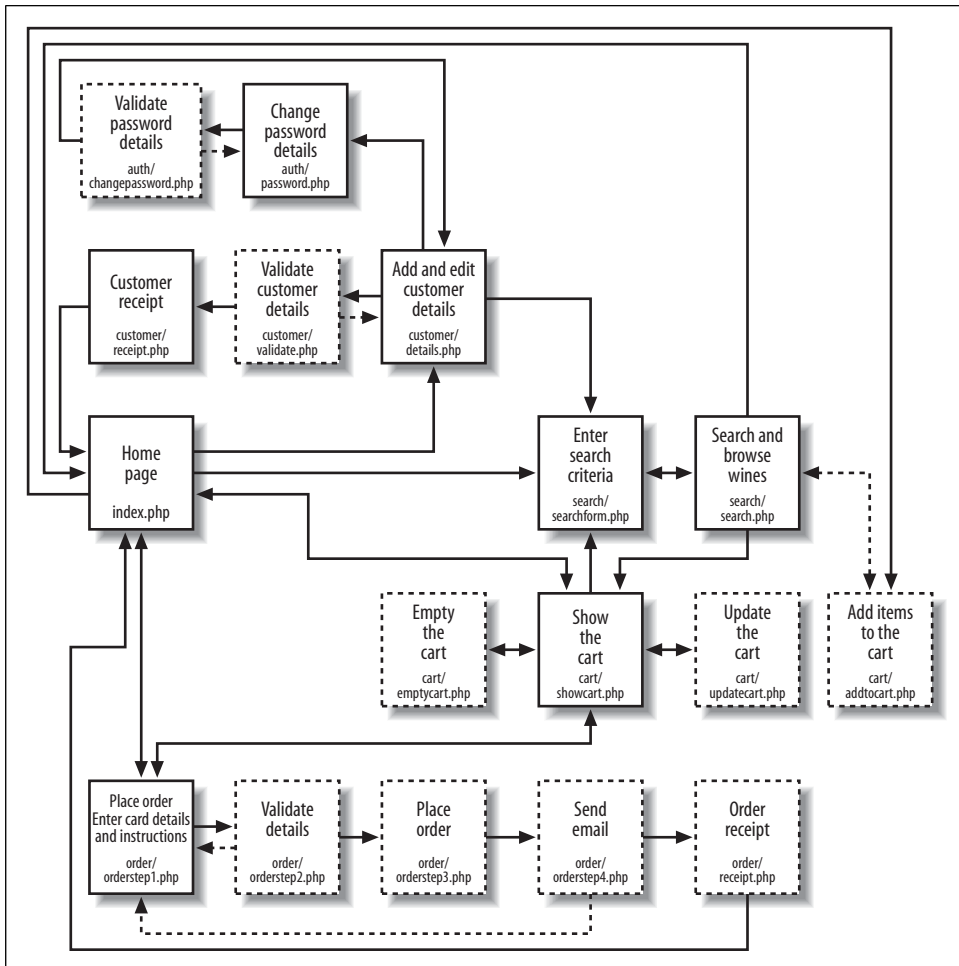 Validate
password
details
auth/
changepassword.php
Change
password
details
auth/
password.php
Customer
receipt
customer/
receipt.php
Validate
customer
details
customer/
validate.php
Add and edit
customer
details
customer/
details.php
Home
page
index.php
Enter
search
criteria
search/
searchform.php
Search and
browse
wines
search/
search.php
Empty
the
cart
cart/
emptycart.php
Show
the
cart
cart/
showcart.php
Update
the
cart
cart/
updatecart.php
Add items
to the
cart
cart/
addtocart.php
Place order
Enter card details
and instructions
order/
orderstep1.php
Validate
details
order/
orderstep2.php
Place
order
order/
orderstep3.php
Send
email
order/
orderstep4.php
Order
receipt
order/
receipt.php